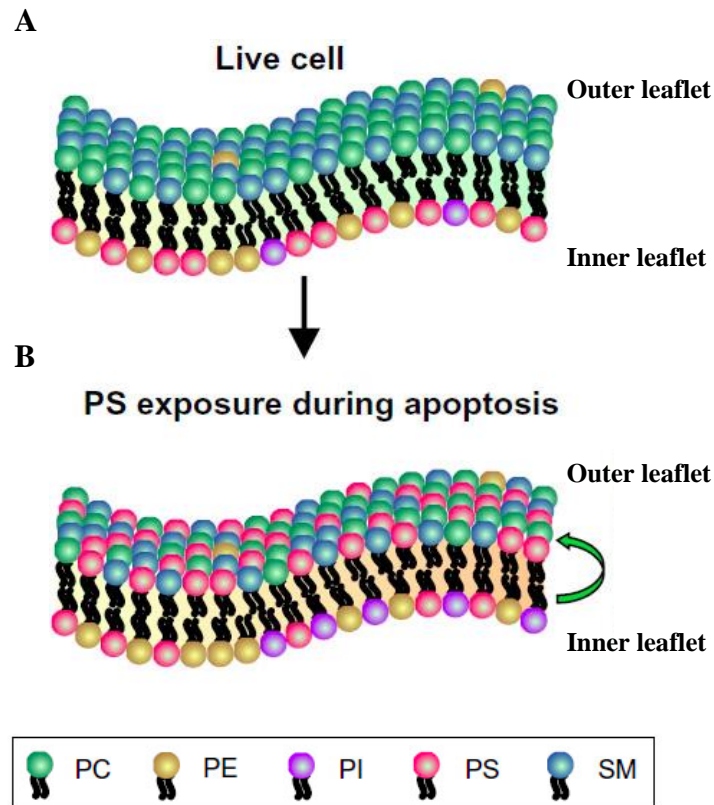 A
Live cell
Outer leaflet
Inner leaflet
B
PS exposure during apoptosis
Outer leaflet
Inner leaflet
PC PE PI PS SM